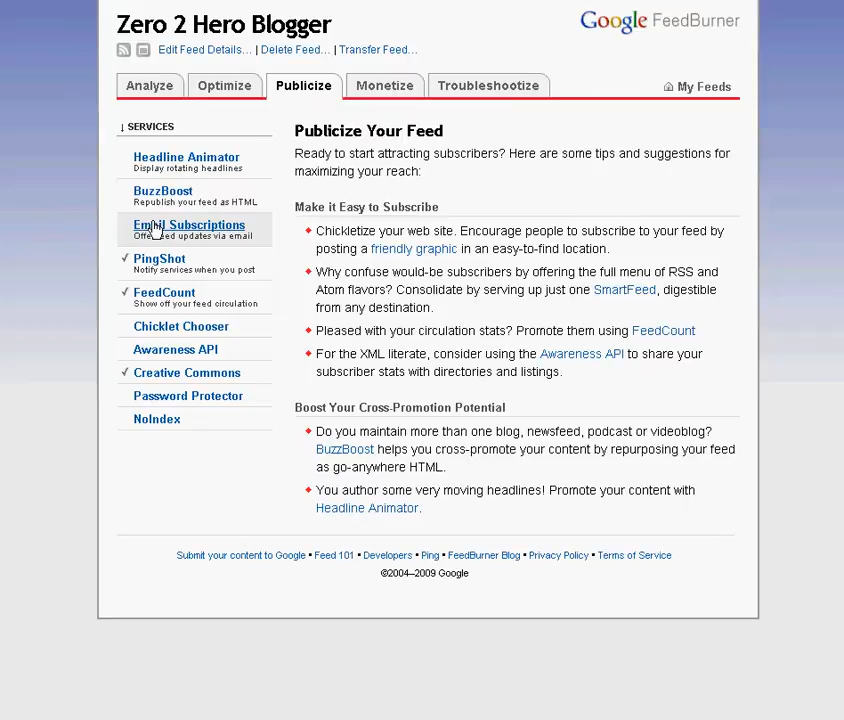 Zero 2 Hero Blogger
Google FeedBurner
Edit Feed Details... | Delete Feed... | Transfer Feed...
Analyze Optimize Publicize Monetize Troubleshootize My Feeds
↓ SERVICES
Headline Animator
Display rotating headlines
BuzzBoost
Republish your feed as HTML
Email Subscriptions
Offer feed updates via email
✓ PingShot
Notify services when you post
✓ FeedCount
Show off your feed circulation
Chicklet Chooser
Awareness API
✓ Creative Commons
Password Protector
NoIndex
Publicize Your Feed
Ready to start attracting subscribers? Here are some tips and suggestions for
maximizing your reach:
Make it Easy to Subscribe
Chickletize your web site. Encourage people to subscribe to your feed by
posting a friendly graphic in an easy-to-find location.
Why confuse would-be subscribers by offering the full menu of RSS and
Atom flavors? Consolidate by serving up just one SmartFeed, digestible
from any destination.
Pleased with your circulation stats? Promote them using FeedCount
For the XML literate, consider using the Awareness API to share your
subscriber stats with directories and listings.
Boost Your Cross-Promotion Potential
Do you maintain more than one blog, newsfeed, podcast or videoblog?
BuzzBoost helps you cross-promote your content by repurposing your feed
as go-anywhere HTML.
You author some very moving headlines! Promote your content with
Headline Animator.
Submit your content to Google • Feed 101 • Developers • Ping • FeedBurner Blog • Privacy Policy • Terms of Service
©2004–2009 Google